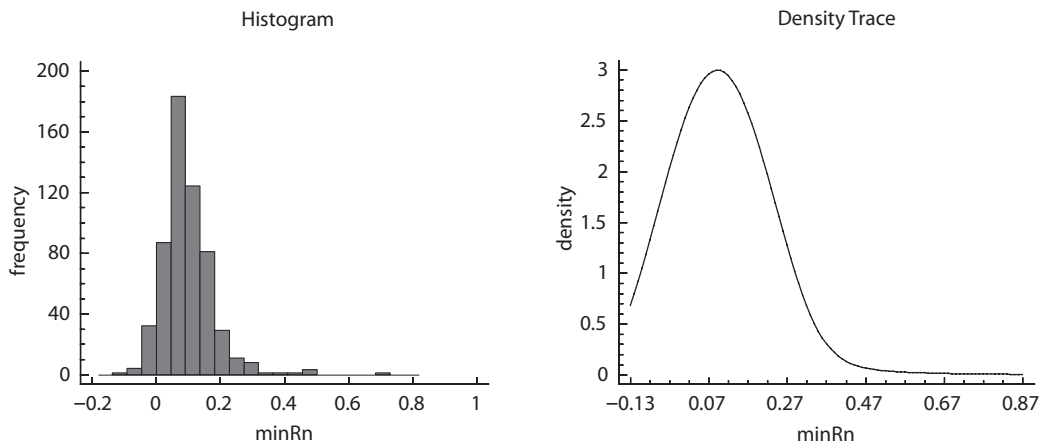 Histogram
Density Trace
200
160
120
80
40
0
frequency
−0.2 0 0.2 0.4 0.6 0.8 1
minRn
3
2.5
2
1.5
1
0.5
0
density
−0.13 0.07 0.27 0.47 0.67 0.87
minRn